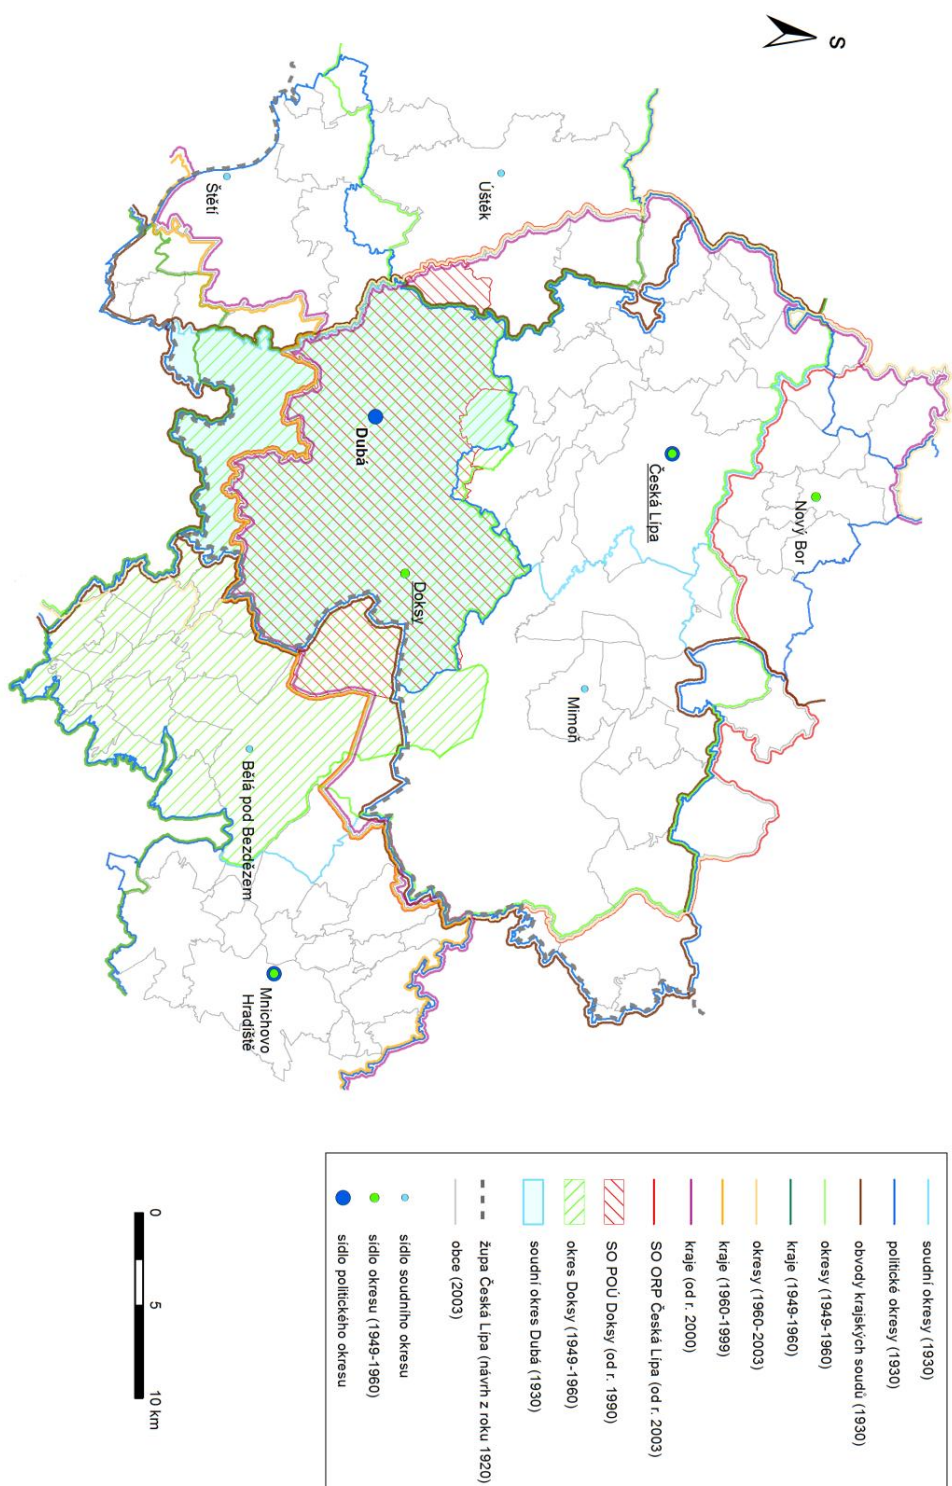 S
Štětí
Úštěk
Dubá
Česká Lípa
Nový Bor
Doksy
Mimoň
Bělá pod Bezdězem
Mnichovo
Hradiště
soudní okresy (1930)
politické okresy (1930)
obvody krajských soudů (1930)
okresy (1949-1960)
kraje (1949-1960)
okresy (1960-2003)
kraje (1960-1999)
kraje (od r. 2000)
SO ORP Česká Lípa (od r. 2003)
SO POÚ Doksy (od r. 1990)
okres Doksy (1949-1960)
soudní okres Dubá (1930)
župa Česká Lípa (návrh z roku 1920)
obce (2003)
sídlo soudního okresu
sídlo okresu (1949-1960)
sídlo politického okresu
0 5 10 km